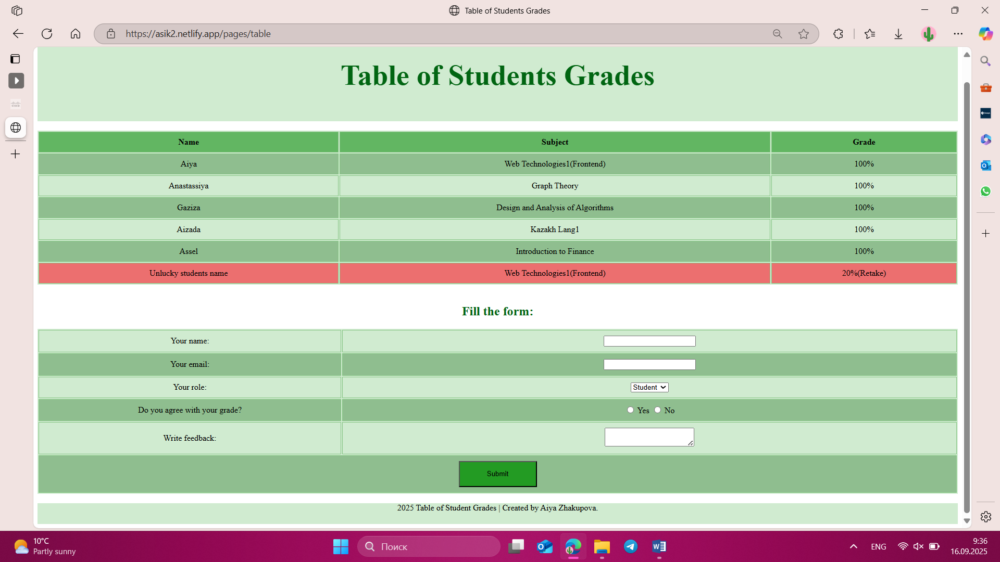 Table of Students Grades
https://asik2.netlify.app/pages/table
Table of Students Grades
Name Subject Grade
Aiya Web Technologies1(Frontend) 100%
Anastassiya Graph Theory 100%
Gaziza Design and Analysis of Algorithms 100%
Aizada Kazakh Lang1 100%
Assel Introduction to Finance 100%
Unlucky students name Web Technologies1(Frontend) 20%(Retake)
Fill the form:
Your name:
Your email:
Your role: Student
Do you agree with your grade? Yes No
Write feedback:
Submit
2025 Table of Student Grades | Created by Aiya Zhakupova.
10°C
Partly sunny
Поиск
ENG
9:36
16.09.2025